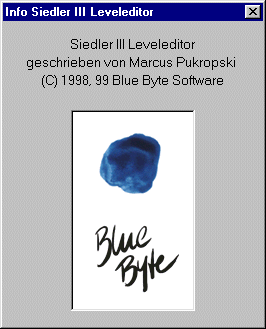 Info Siedler III Leveleditor
Siedler III Leveleditor
geschrieben von Marcus Pukropski
(C) 1998, 99 Blue Byte Software
Blue
Byte